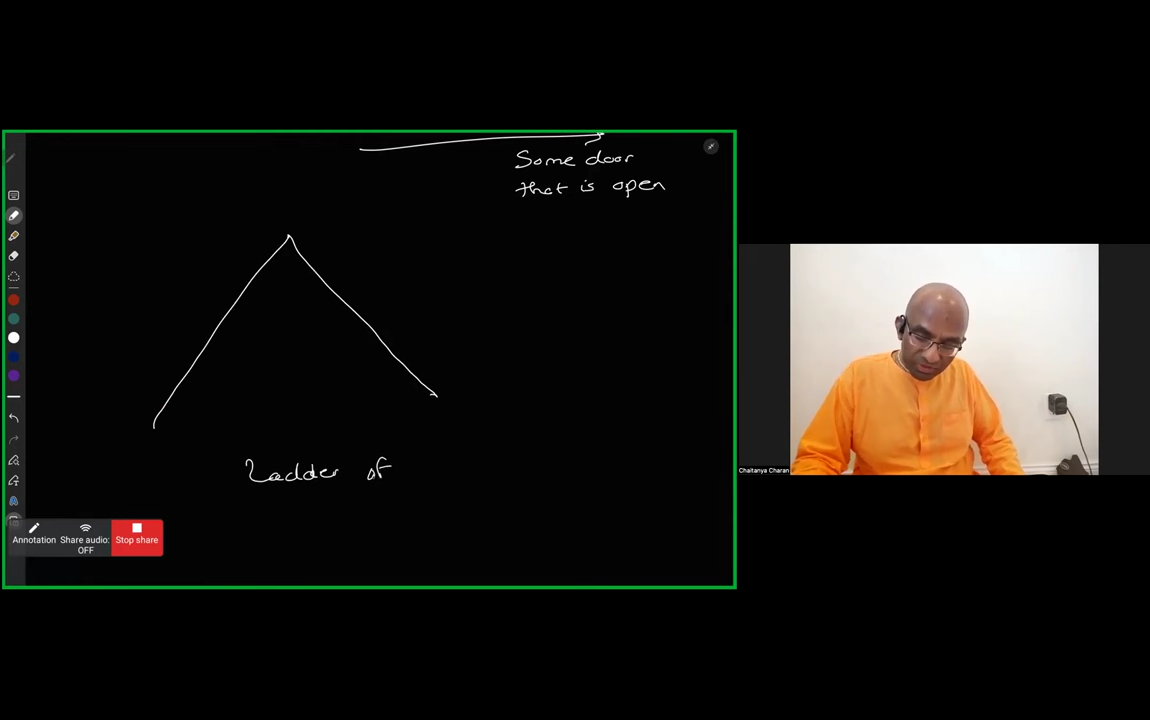 Some door
that is open
Ladder of
Annotation
Share audio:
OFF
Stop share
Chaitanya Charan